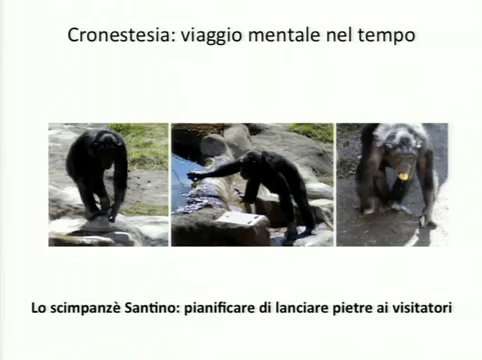 Cronestesia: viaggio mentale nel tempo
Lo scimpanzè Santino: pianificare di lanciare pietre ai visitatori